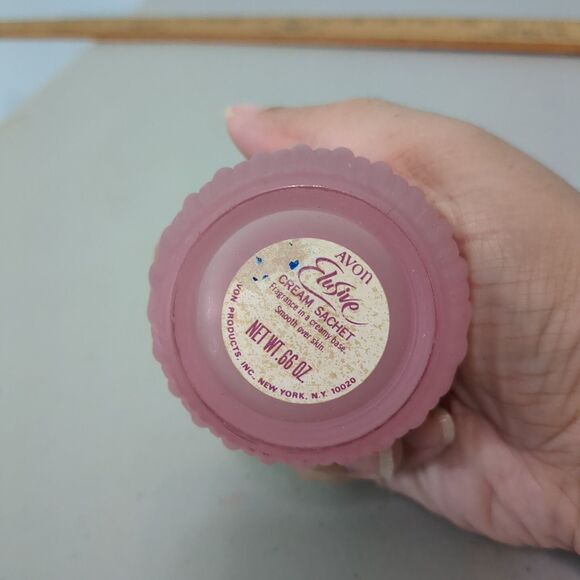 AVON
Elusive
CREAM SACHET
Fragrance in a creamy base.
Smooth over skin.
NET WT. .66 OZ.
VON PRODUCTS, INC. NEW YORK, N.Y. 10020